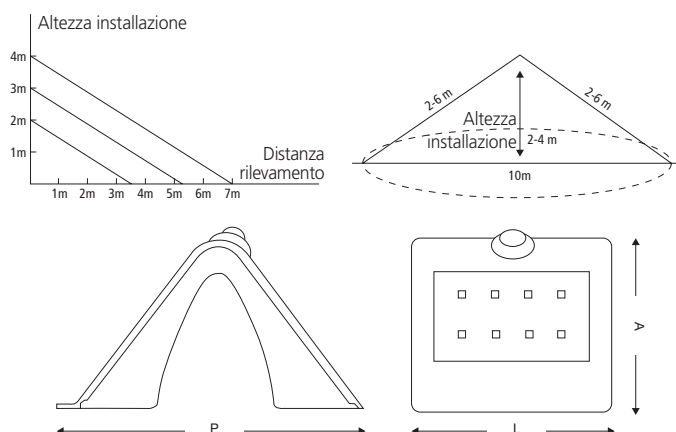 Altezza installazione
4m
3m
2m
1m
Distanza
rilevamento
1m 2m 3m 4m 5m 6m 7m
2-6 m
2-6 m
Altezza
installazione
2-4 m
10m
P
L
A